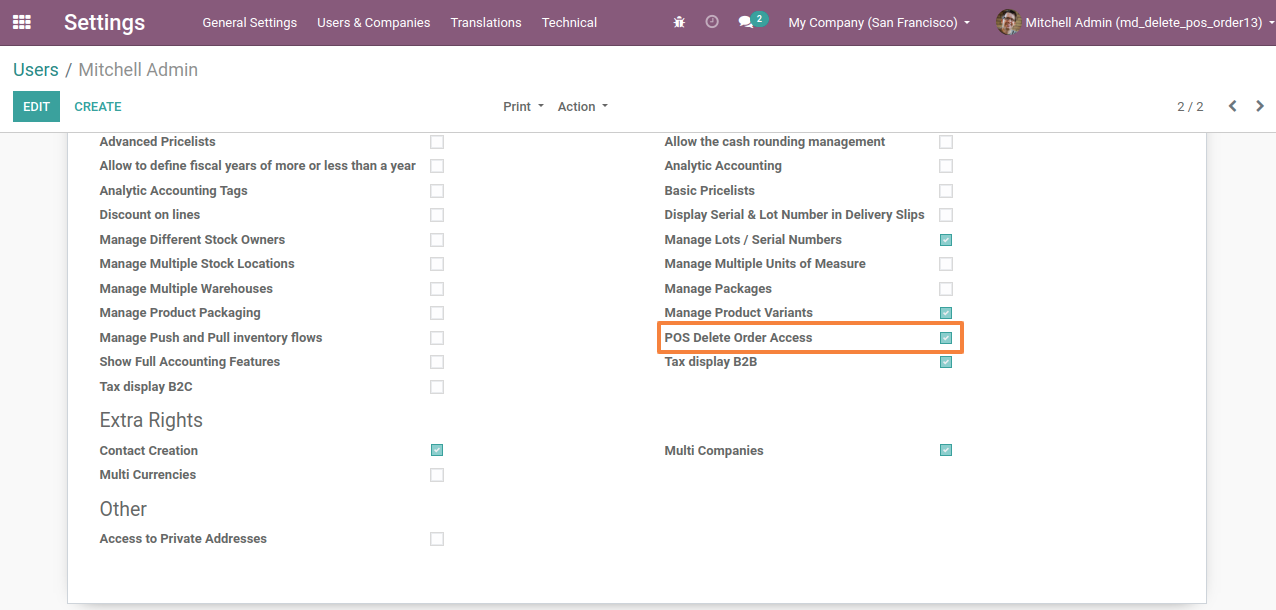 Settings General Settings Users & Companies Translations Technical 2 My Company (San Francisco) Mitchell Admin (md_delete_pos_order13)
Users / Mitchell Admin
EDIT CREATE Print Action 2 / 2
Advanced Pricelists Allow the cash rounding management
Allow to define fiscal years of more or less than a year Analytic Accounting
Analytic Accounting Tags Basic Pricelists
Discount on lines Display Serial & Lot Number in Delivery Slips
Manage Different Stock Owners Manage Lots / Serial Numbers
Manage Multiple Stock Locations Manage Multiple Units of Measure
Manage Multiple Warehouses Manage Packages
Manage Product Packaging Manage Product Variants
Manage Push and Pull inventory flows POS Delete Order Access
Show Full Accounting Features Tax display B2B
Tax display B2C
Extra Rights
Contact Creation Multi Companies
Multi Currencies
Other
Access to Private Addresses